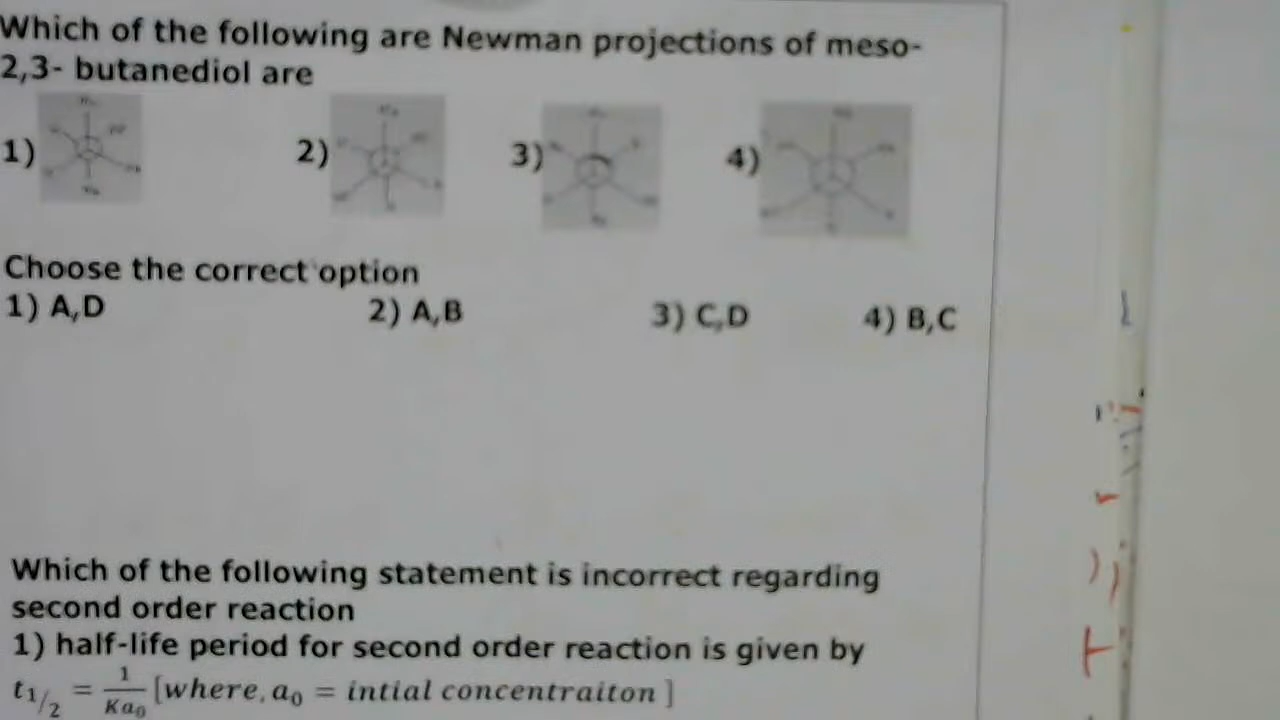 Which of the following are Newman projections of meso-
2,3- butanediol are
1) 2) 3) 4)
Choose the correct option
1) A,D 2) A,B 3) C,D 4) B,C
Which of the following statement is incorrect regarding
second order reaction
1) half-life period for second order reaction is given by
t1/2 = 1/Ka0 [where, a0 = intial concentraiton ]